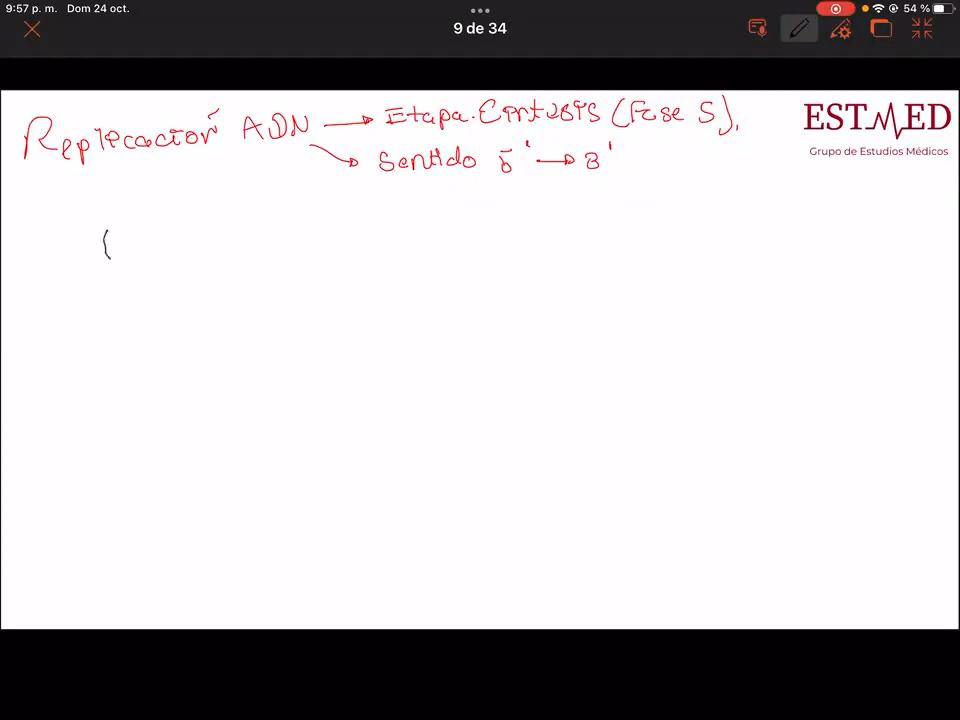 9:57 p. m. Dom 24 oct.
54 %
9 de 34
Replicación ADN → Etapa. Síntesis (Fase S).
→ Sentido 5' → 3'
ESTMED
Grupo de Estudios Médicos